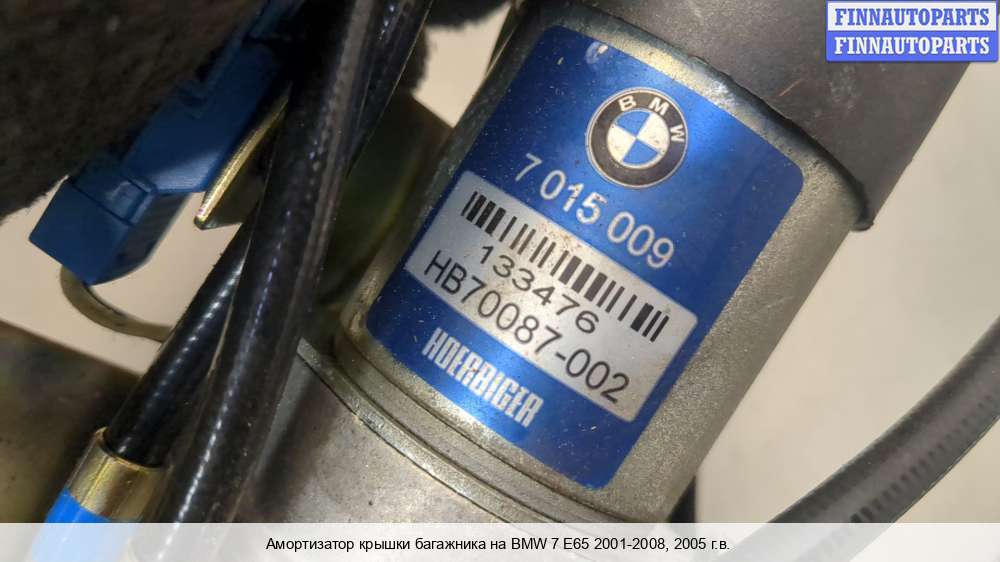 FINNAUTOPARTS
FINNAUTOPARTS
BMW
7 015 009
133476
HB70087-002
HOERBIGER
Амортизатор крышки багажника на BMW 7 E65 2001-2008, 2005 г.в.